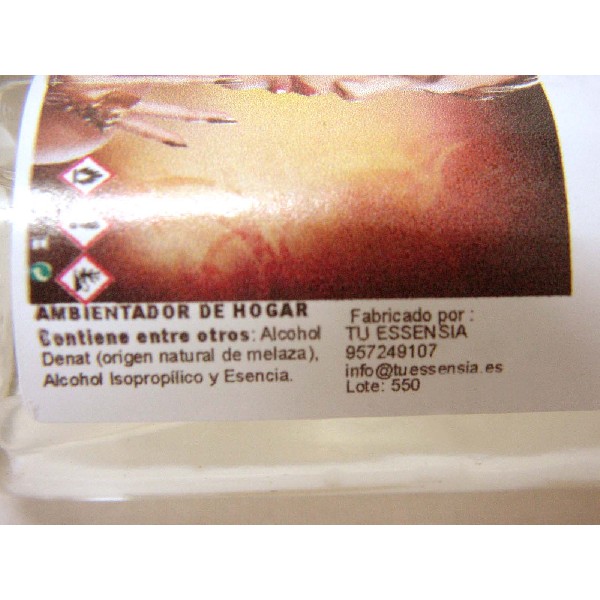 AMBIENTADOR DE HOGAR
Contiene entre otros: Alcohol
Denat (origen natural de melaza),
Alcohol Isopropílico y Esencia.
Fabricado por :
TU ESSENSIA
957249107
info@tuessensia.es
Lote: 550